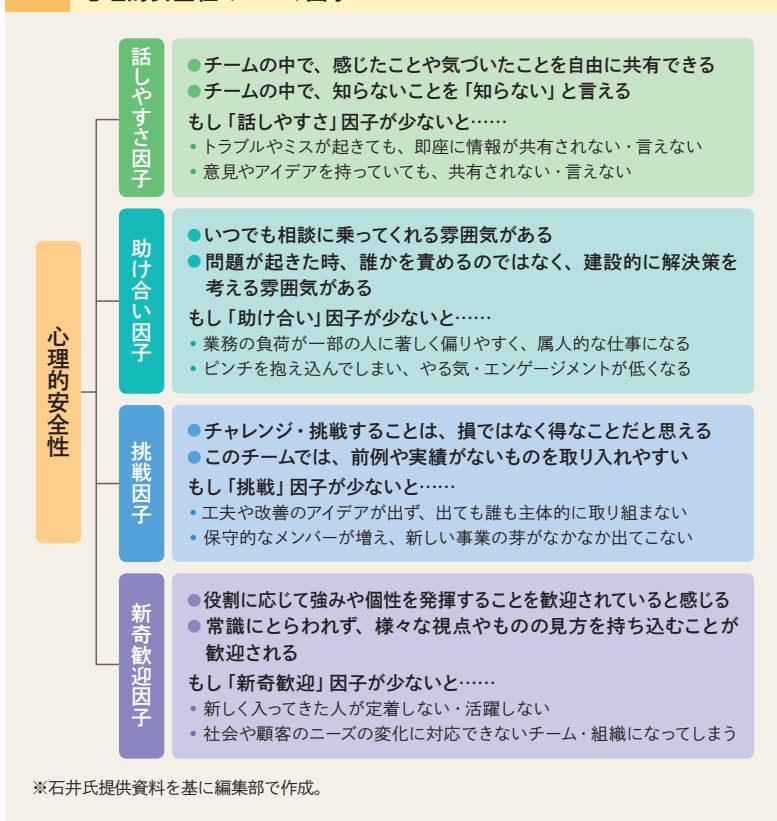 心理的安全性
話しやすさ因子
●チームの中で、感じたことや気づいたことを自由に共有できる
●チームの中で、知らないことを「知らない」と言える
もし「話しやすさ」因子が少ないと……
・トラブルやミスが起きても、即座に情報が共有されない・言えない
・意見やアイデアを持っていても、共有されない・言えない
助け合い因子
●いつでも相談に乗ってくれる雰囲気がある
●問題が起きた時、誰かを責めるのではなく、建設的に解決策を
考える雰囲気がある
もし「助け合い」因子が少ないと……
・業務の負荷が一部の人に著しく偏りやすく、属人的な仕事になる
・ピンチを抱え込んでしまい、やる気・エンゲージメントが低くなる
挑戦因子
●チャレンジ・挑戦することは、損ではなく得なことだと思える
●このチームでは、前例や実績がないものを取り入れやすい
もし「挑戦」因子が少ないと……
・工夫や改善のアイデアが出ず、出ても誰も主体的に取り組まない
・保守的なメンバーが増え、新しい事業の芽がなかなか出てこない
新奇歓迎因子
●役割に応じて強みや個性を発揮することを歓迎されていると感じる
●常識にとらわれず、様々な視点やものの見方を持ち込むことが
歓迎される
もし「新奇歓迎」因子が少ないと……
・新しく入ってきた人が定着しない・活躍しない
・社会や顧客のニーズの変化に対応できないチーム・組織になってしまう
※石井氏提供資料を基に編集部で作成。